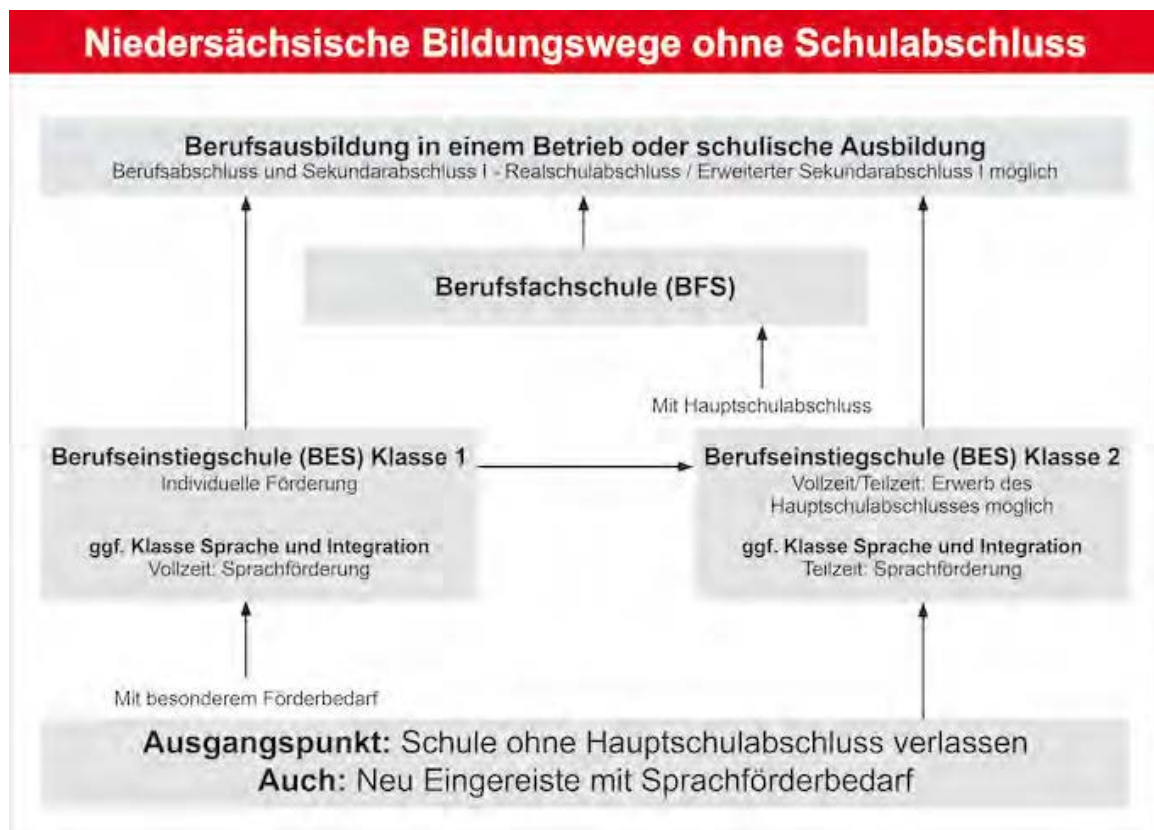 Niedersächsische Bildungswege ohne Schulabschluss
Berufsausbildung in einem Betrieb oder schulische Ausbildung
Berufsabschluss und Sekundarabschluss I - Realschulabschluss / Erweiterter Sekundarabschluss I möglich
Berufsfachschule (BFS)
Mit Hauptschulabschluss
Berufseinstiegschule (BES) Klasse 1
Individuelle Förderung
ggf. Klasse Sprache und Integration
Vollzeit: Sprachförderung
Berufseinstiegschule (BES) Klasse 2
Vollzeit/Teilzeit: Erwerb des
Hauptschulabschlusses möglich
ggf. Klasse Sprache und Integration
Teilzeit: Sprachförderung
Mit besonderem Förderbedarf
Ausgangspunkt: Schule ohne Hauptschulabschluss verlassen
Auch: Neu Eingereiste mit Sprachförderbedarf